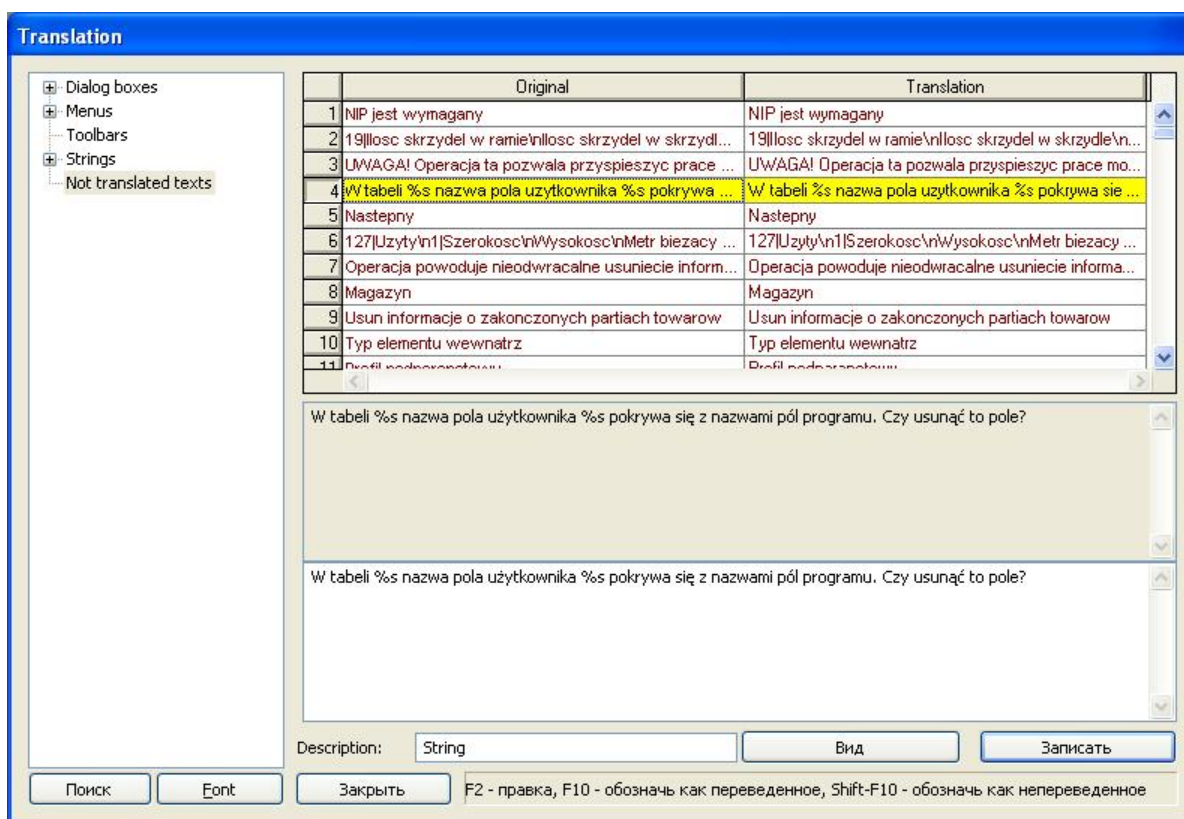 Translation
Dialog boxes
Menus
Toolbars
Strings
Not translated texts
Original Translation
1 NIP jest wymagany NIP jest wymagany
2 19|Ilosc skrzydel w ramie\nIlosc skrzydel w skrzydl... 19|Ilosc skrzydel w ramie\nIlosc skrzydel w skrzydle\n...
3 UWAGA! Operacja ta pozwala przyspieszyc prace ... UWAGA! Operacja ta pozwala przyspieszyc prace mo...
4 W tabeli %s nazwa pola uzytkownika %s pokrywa ... W tabeli %s nazwa pola uzytkownika %s pokrywa sie ...
5 Nastepny Nastepny
6 127|Uzyty\n1|Szerokosc\nWysokosc\nMetr biezacy ... 127|Uzyty\n1|Szerokosc\nWysokosc\nMetr biezacy ...
7 Operacja powoduje nieodwracalne usuniecie inform... Operacja powoduje nieodwracalne usuniecie informa...
8 Magazyn Magazyn
9 Usun informacje o zakonczonych partiach towarow Usun informacje o zakonczonych partiach towarow
10 Typ elementu wewnatrz Typ elementu wewnatrz
11
W tabeli %s nazwa pola użytkownika %s pokrywa się z nazwami pól programu. Czy usunąć to pole?
W tabeli %s nazwa pola użytkownika %s pokrywa się z nazwami pól programu. Czy usunąć to pole?
Description: String Вид Записать
Поиск Font Закрыть F2 - правка, F10 - обозначь как переведенное, Shift-F10 - обозначь как непереведенное